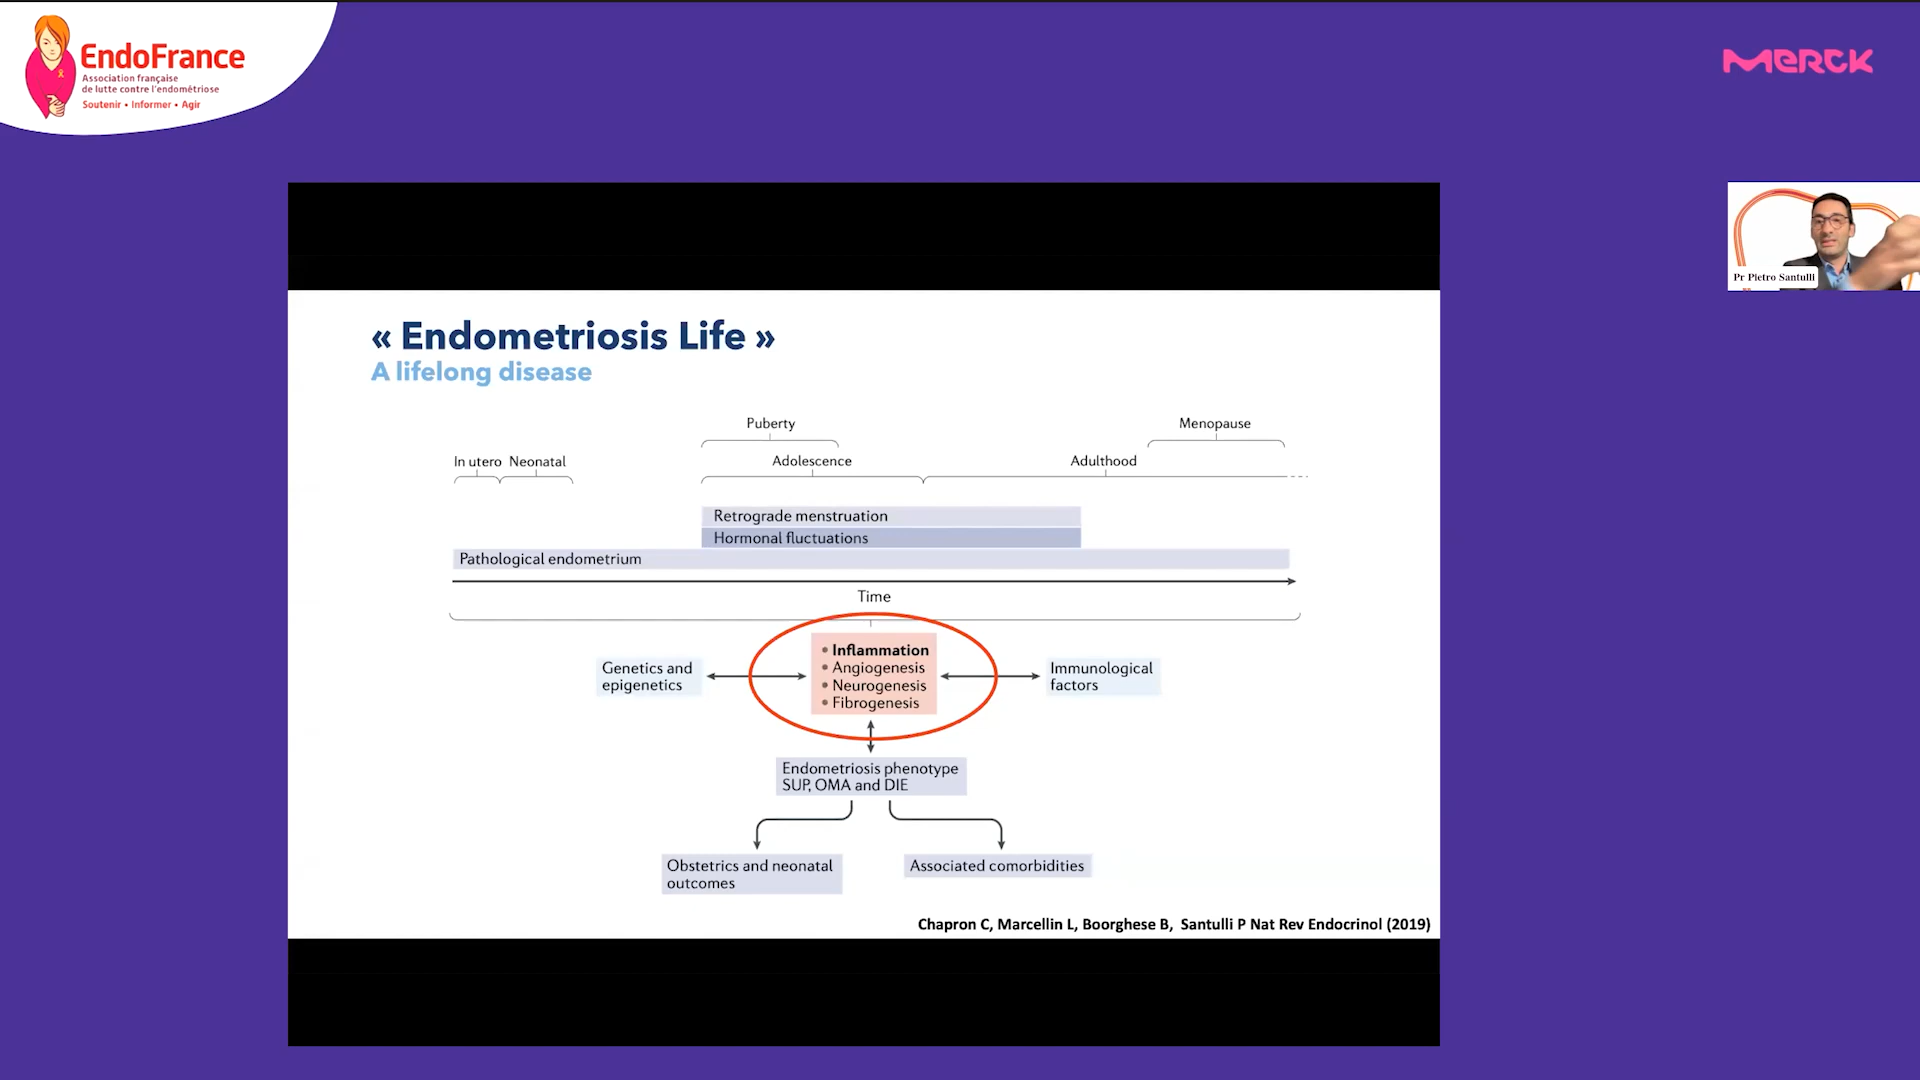 EndoFrance
Association française
de lutte contre l'endométriose
Soutenir • Informer • Agir
MERCK
Pr Pietro Santulli
« Endometriosis Life »
A lifelong disease
Puberty
Menopause
In utero
Neonatal
Adolescence
Adulthood
Retrograde menstruation
Hormonal fluctuations
Pathological endometrium
Time
Genetics and
epigenetics
• Inflammation
• Angiogenesis
• Neurogenesis
• Fibrogenesis
Immunological
factors
Endometriosis phenotype
SUP, OMA and DIE
Obstetrics and neonatal
outcomes
Associated comorbidities
Chapron C, Marcellin L, Boorghese B,  Santulli P Nat Rev Endocrinol (2019)